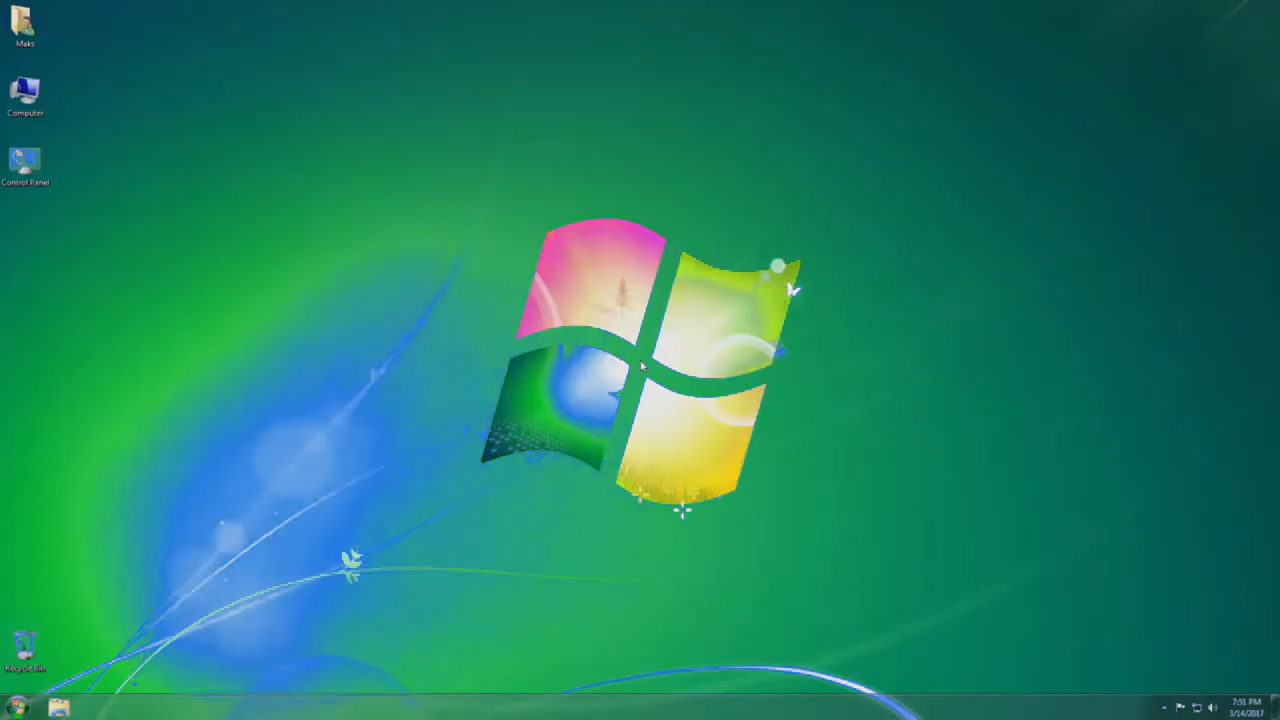 Maks
Computer
Control Panel
Recycle Bin
7:51 PM
3/14/2017